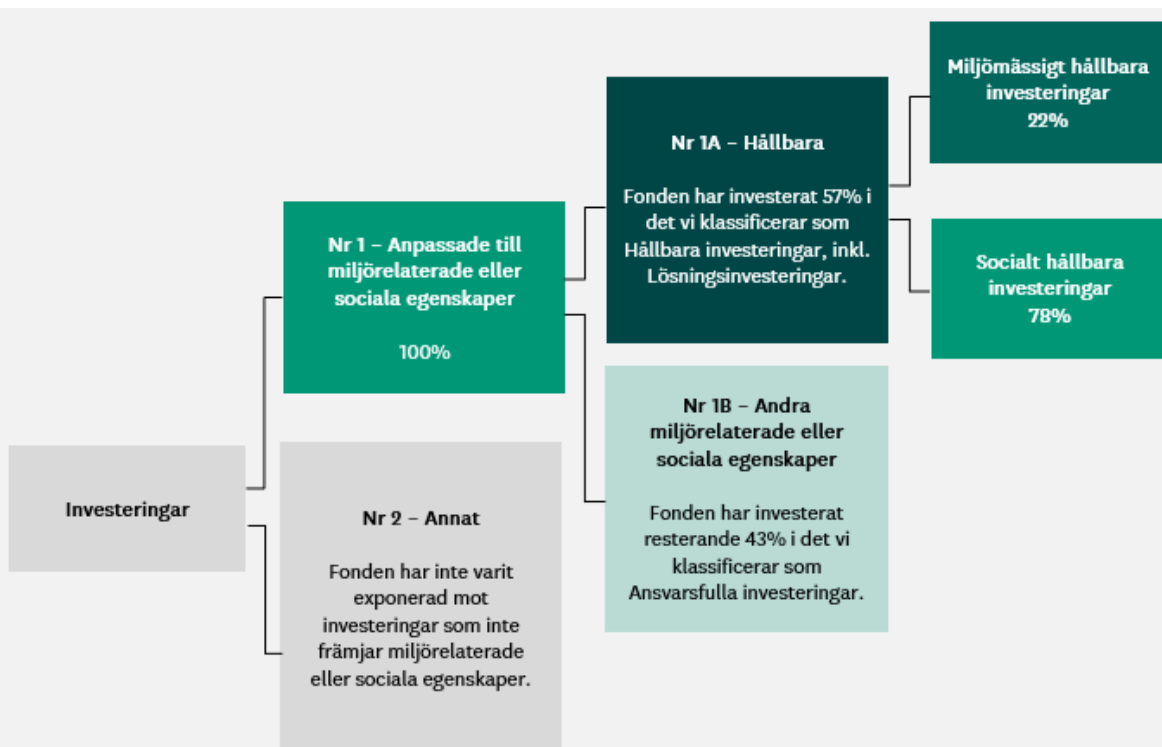 Investeringar
Nr 1 – Anpassade till
miljörelaterade eller
sociala egenskaper
100%
Nr 2 – Annat
Fonden har inte varit
exponerad mot
investeringar som inte
främjar miljörelaterade
eller sociala egenskaper.
Nr 1A – Hållbara
Fonden har investerat 57% i
det vi klassificerar som
Hållbara investeringar, inkl.
Lösningsinvesteringar.
Nr 1B – Andra
miljörelaterade eller
sociala egenskaper
Fonden har investerat
resterande 43% i det vi
klassificerar som
Ansvarsfulla investeringar.
Miljömässigt hållbara
investeringar
22%
Socialt hållbara
investeringar
78%